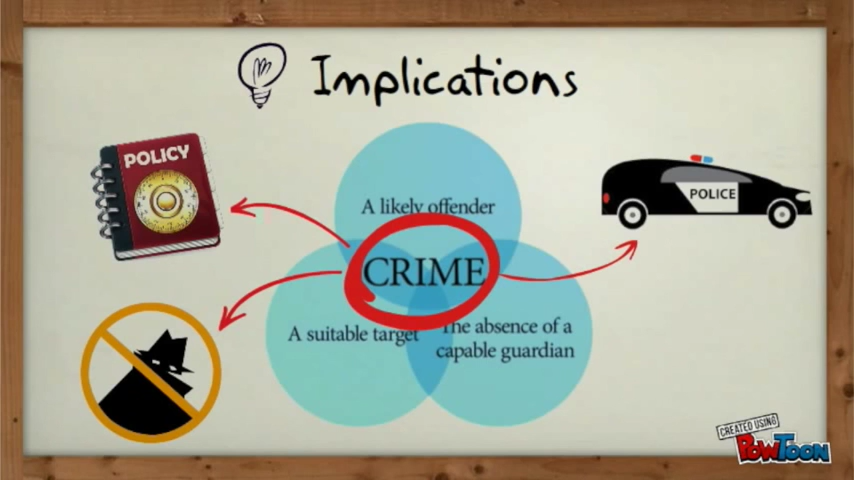 Implications
POLICY
A likely offender
POLICE
CRIME
A suitable target
The absence of a
capable guardian
CREATED USING
POWTOON